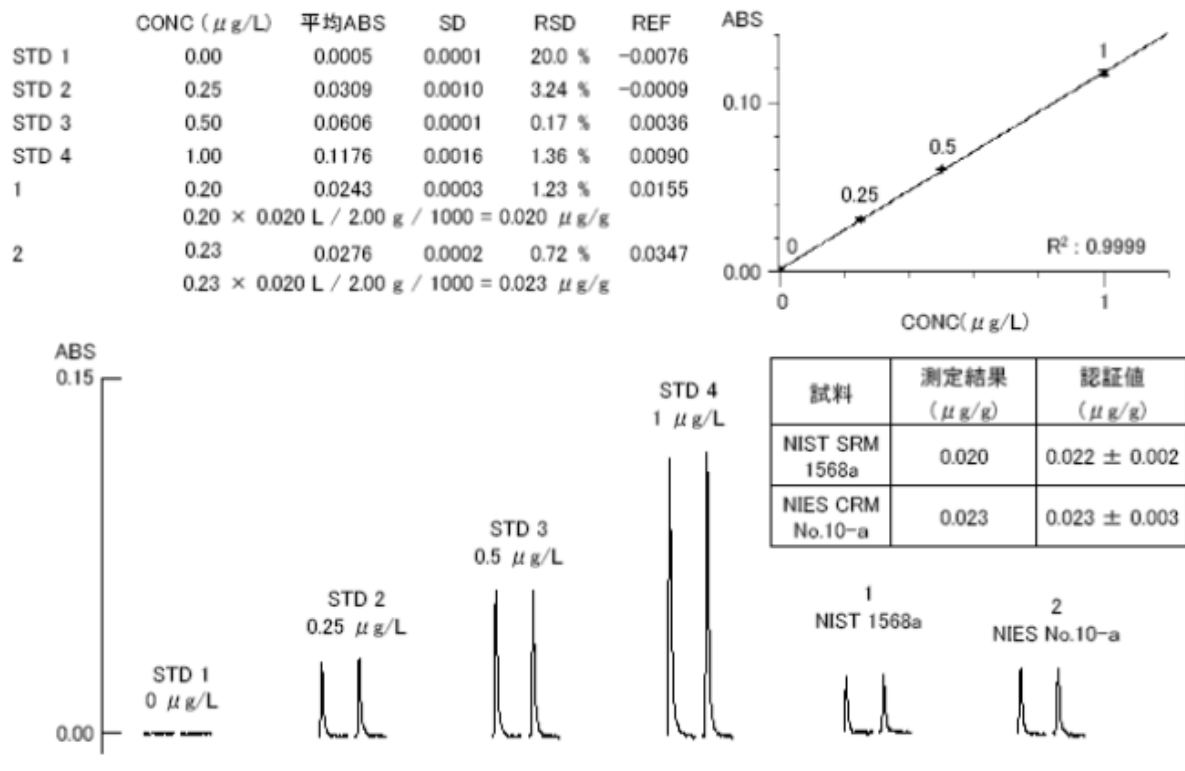 CONC (μg/L) 平均ABS SD RSD REF
STD 1 0.00 0.0005 0.0001 20.0 % −0.0076
STD 2 0.25 0.0309 0.0010 3.24 % −0.0009
STD 3 0.50 0.0606 0.0001 0.17 % 0.0036
STD 4 1.00 0.1176 0.0016 1.36 % 0.0090
1 0.20 0.0243 0.0003 1.23 % 0.0155
0.20 × 0.020 L / 2.00 g / 1000 = 0.020 μg/g
2 0.23 0.0276 0.0002 0.72 % 0.0347
0.23 × 0.020 L / 2.00 g / 1000 = 0.023 μg/g
ABS
1
0.10
0.5
0.25
0
R²: 0.9999
0.00
0 1
CONC(μg/L)
ABS
0.15
0.00
STD 1
0 μg/L
STD 2
0.25 μg/L
STD 3
0.5 μg/L
STD 4
1 μg/L
試料 測定結果 (μg/g) 認証値 (μg/g)
NIST SRM 1568a 0.020 0.022 ± 0.002
NIES CRM No.10-a 0.023 0.023 ± 0.003
1
NIST 1568a
2
NIES No.10-a